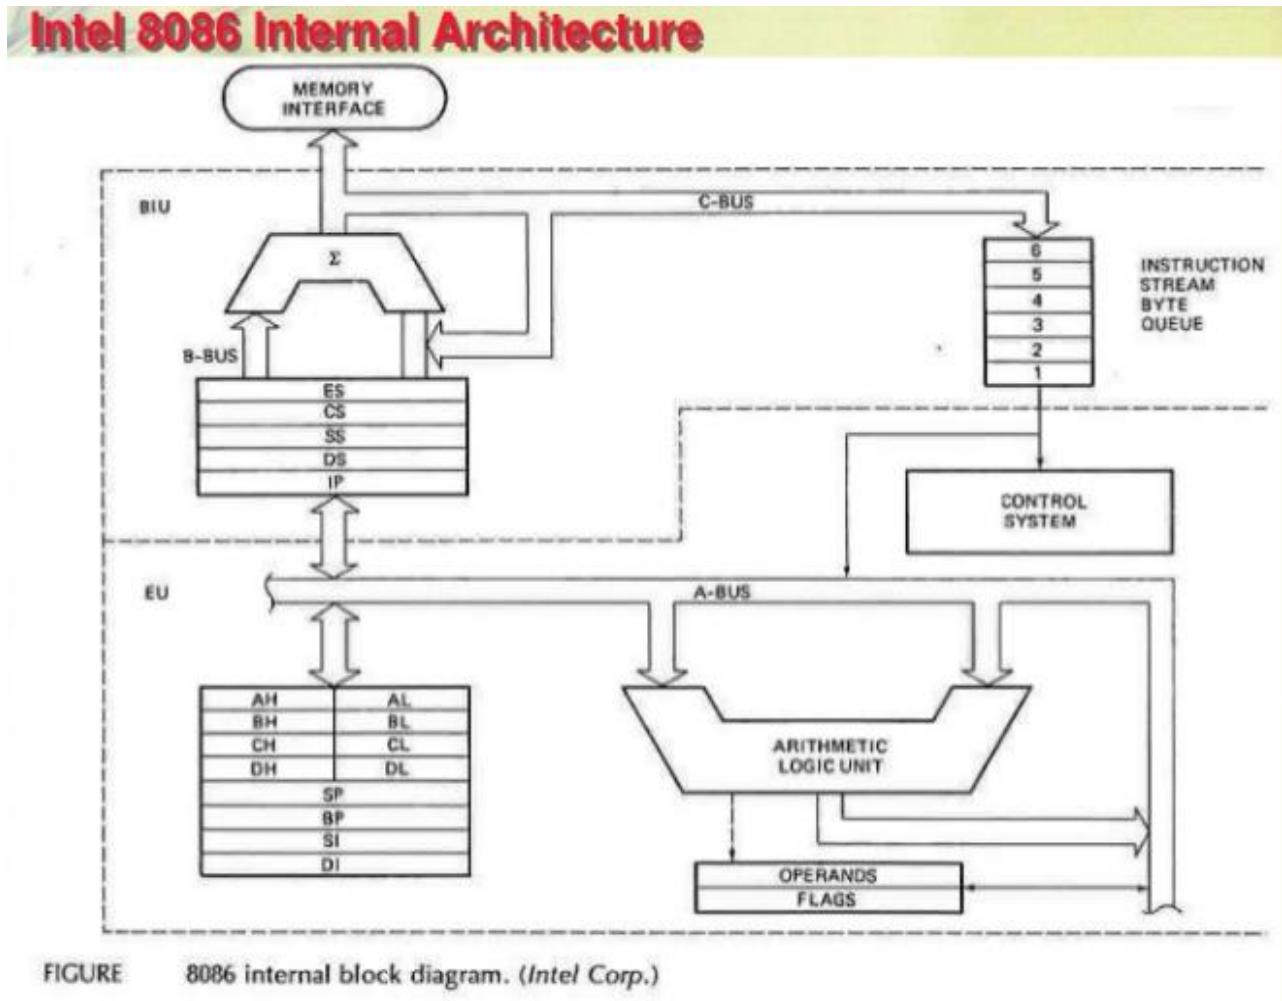 Intel 8086 Internal Architecture
MEMORY
INTERFACE
BIU
C-BUS
Σ
6
5
4
3
2
1
INSTRUCTION
STREAM
BYTE
QUEUE
B-BUS
ES
CS
SS
DS
IP
CONTROL
SYSTEM
EU
A-BUS
AH AL
BH BL
CH CL
DH DL
SP
BP
SI
DI
ARITHMETIC
LOGIC UNIT
OPERANDS
FLAGS
FIGURE 8086 internal block diagram. (Intel Corp.)